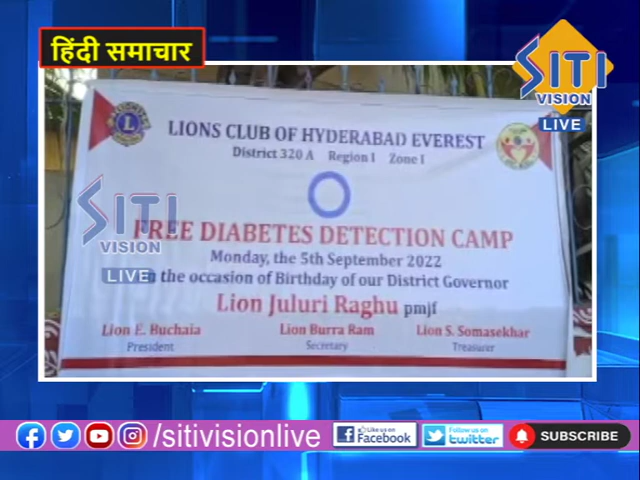 हिंदी समाचार
SITI
VISION
LIVE
LIONS CLUB OF HYDERABAD EVEREST
District 320 A Region I Zone I
SITI
VISION
LIVE
FREE DIABETES DETECTION CAMP
Monday, the 5th September 2022
n the occasion of Birthday of our District Governor
Lion Juluri Raghu pmjf
Lion E. Buchaia Lion Burra Ram Lion S. Somasekhar
President Secretary Treasurer
/sitivisionlive
Like us on
Facebook
Follow us on
twitter
SUBSCRIBE